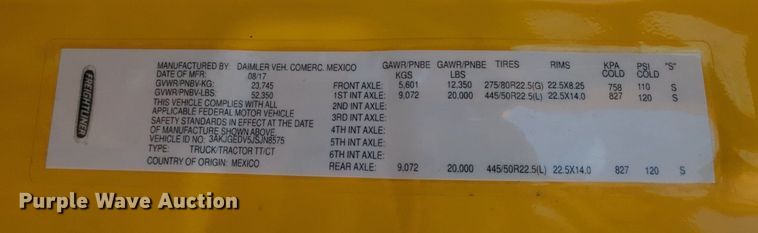 FREIGHTLINER
MANUFACTURED BY: DAIMLER VEH. COMERC. MEXICO
DATE OF MFR: 08/17
GVWR/PNBV-KG: 23,745
GVWR/PNBV-LBS: 52,350
THIS VEHICLE COMPLIES WITH ALL
APPLICABLE FEDERAL MOTOR VEHICLE
SAFETY STANDARDS IN EFFECT AT THE DATE
OF MANUFACTURE SHOWN ABOVE.
VEHICLE ID NO: 3AKJGEDV5JSJN8575
TYPE: TRUCK/TRACTOR TT/CT
COUNTRY OF ORIGIN: MEXICO
GAWR/PNBE GAWR/PNBE TIRES RIMS KPA PSI "S"
KGS LBS COLD COLD
FRONT AXLE: 5,601 12,350 275/80R22.5(G) 22.5X8.25 758 110 S
1ST INT AXLE: 9,072 20,000 445/50R22.5(L) 22.5X14.0 827 120 S
2ND INT AXLE:
3RD INT AXLE:
4TH INT AXLE:
5TH INT AXLE:
6TH INT AXLE:
REAR AXLE: 9,072 20,000 445/50R22.5(L) 22.5X14.0 827 120 S
Purple Wave Auction